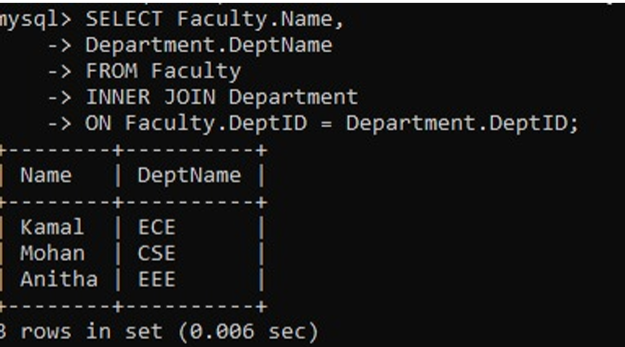 mysql> SELECT Faculty.Name,
    -> Department.DeptName
    -> FROM Faculty
    -> INNER JOIN Department
    -> ON Faculty.DeptID = Department.DeptID;
+--------+----------+
| Name   | DeptName |
+--------+----------+
| Kamal  | ECE      |
| Mohan  | CSE      |
| Anitha | EEE      |
+--------+----------+
3 rows in set (0.006 sec)